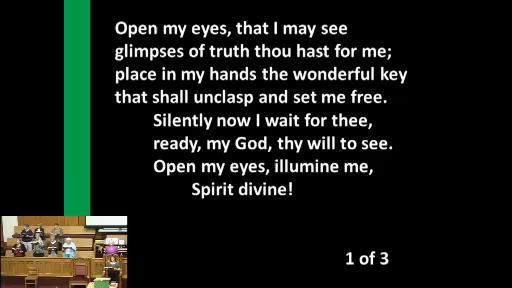 Open my eyes, that I may see
glimpses of truth thou hast for me;
place in my hands the wonderful key
that shall unclasp and set me free.
Silently now I wait for thee,
ready, my God, thy will to see.
Open my eyes, illumine me,
Spirit divine!
1 of 3